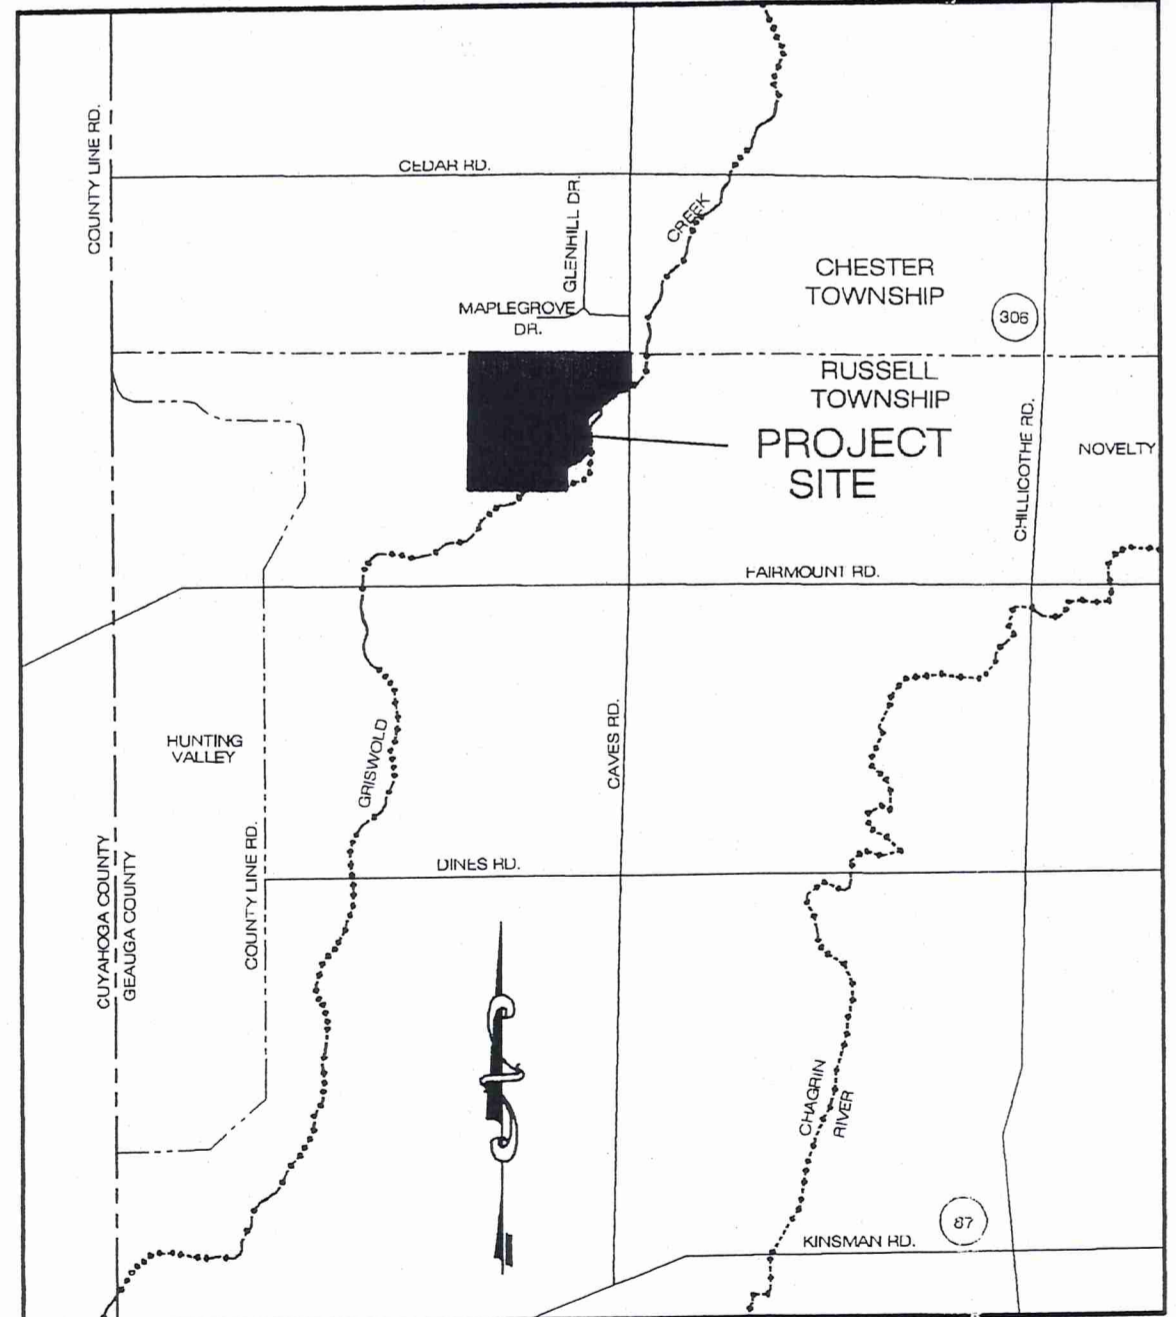 COUNTY LINE RD.
CEDAR RD.
GLENHILL DR.
CREEK
CHESTER
TOWNSHIP
MAPLEGROVE
DR.
306
RUSSELL
TOWNSHIP
PROJECT
SITE
CHILLICOTHE RD.
NOVELTY
FAIRMOUNT RD.
HUNTING
VALLEY
GRISWOLD
CAVES RD.
COUNTY LINE RD.
DINES RD.
CUYAHOGA COUNTY
GEAUGA COUNTY
CHAGRIN
RIVER
87
KINSMAN RD.